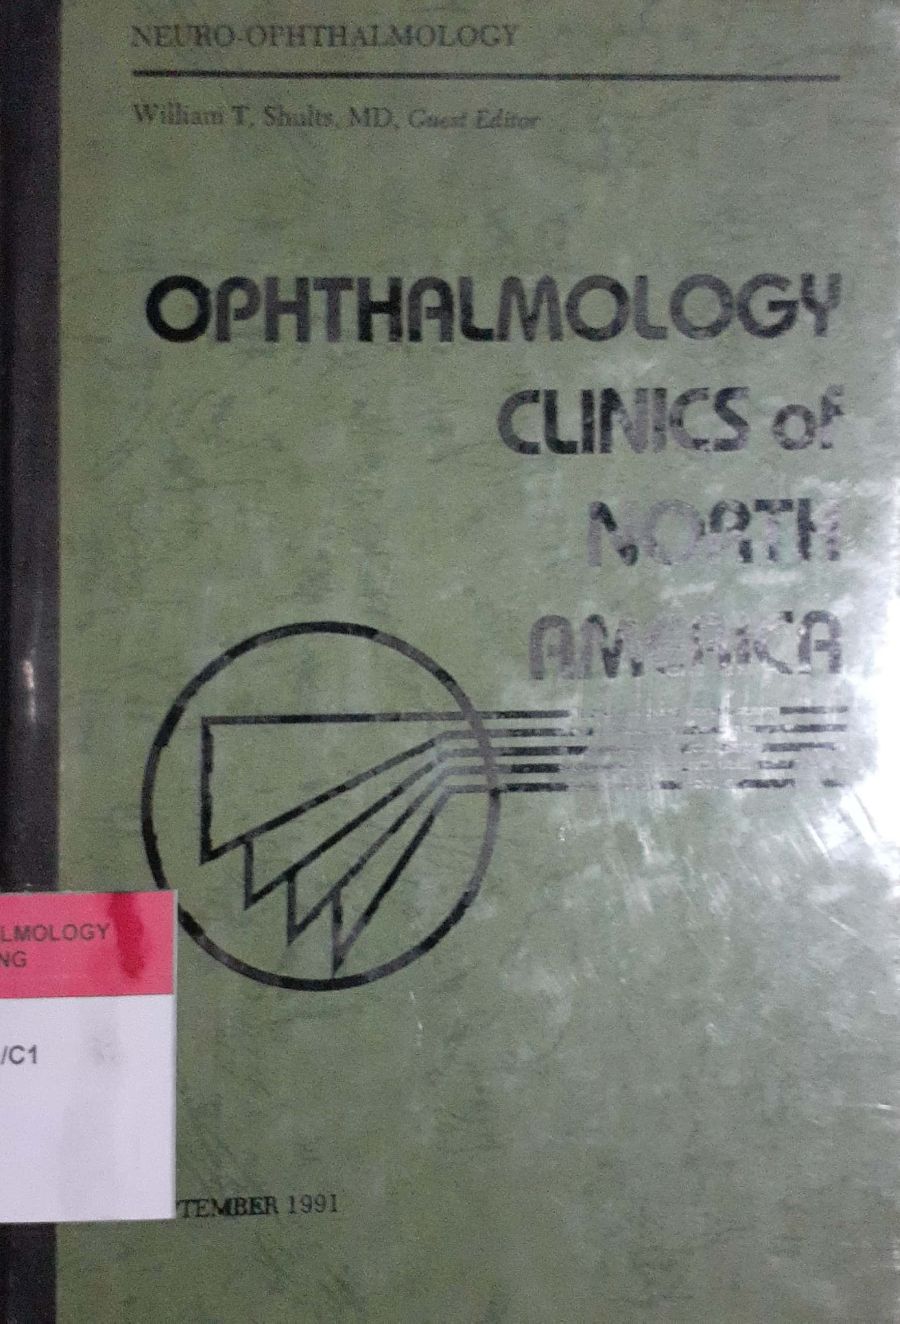 NEURO-OPHTHALMOLOGY
William T. Shults, MD, Guest Editor
OPHTHALMOLOGY
CLINICS of
NORTH
AMERICA
LMOLOGY
NG
/C1
TEMBER 1991